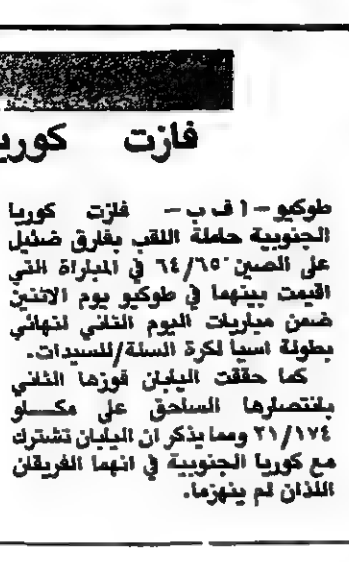 فازت كوريا
طوكيو – ا ف ب – فازت كوريا
الجنوبية حاملة اللقب بفارق ضئيل
على الصين ٦٤/٦٥ في المباراة التي
اقيمت بينهما في طوكيو يوم الاثنين
ضمن مباريات اليوم الثاني لنهائي
بطولة اسيا لكرة السلة/للسيدات.
كما حققت اليابان فوزها الثاني
بانتصارها الساحق على مكاو
٢١/١٧٤ ومما يذكر ان اليابان تشترك
مع كوريا الجنوبية في انهما الفريقان
اللذان لم ينهزما.